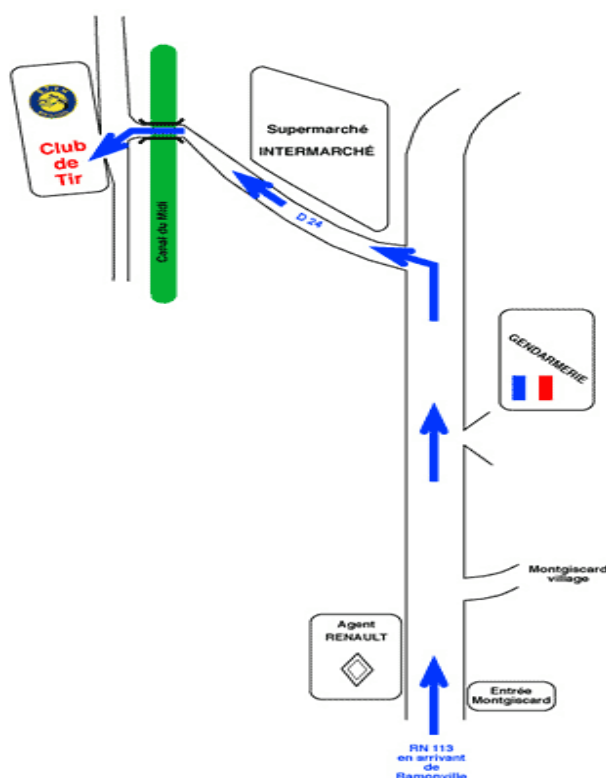 Club
de
Tir
Canal du Midi
Supermarché
INTERMARCHÉ
D 24
GENDARMERIE
Montgiscard
village
Agent
RENAULT
Entrée
Montgiscard
RN 113
en arrivant
de
Ramonville